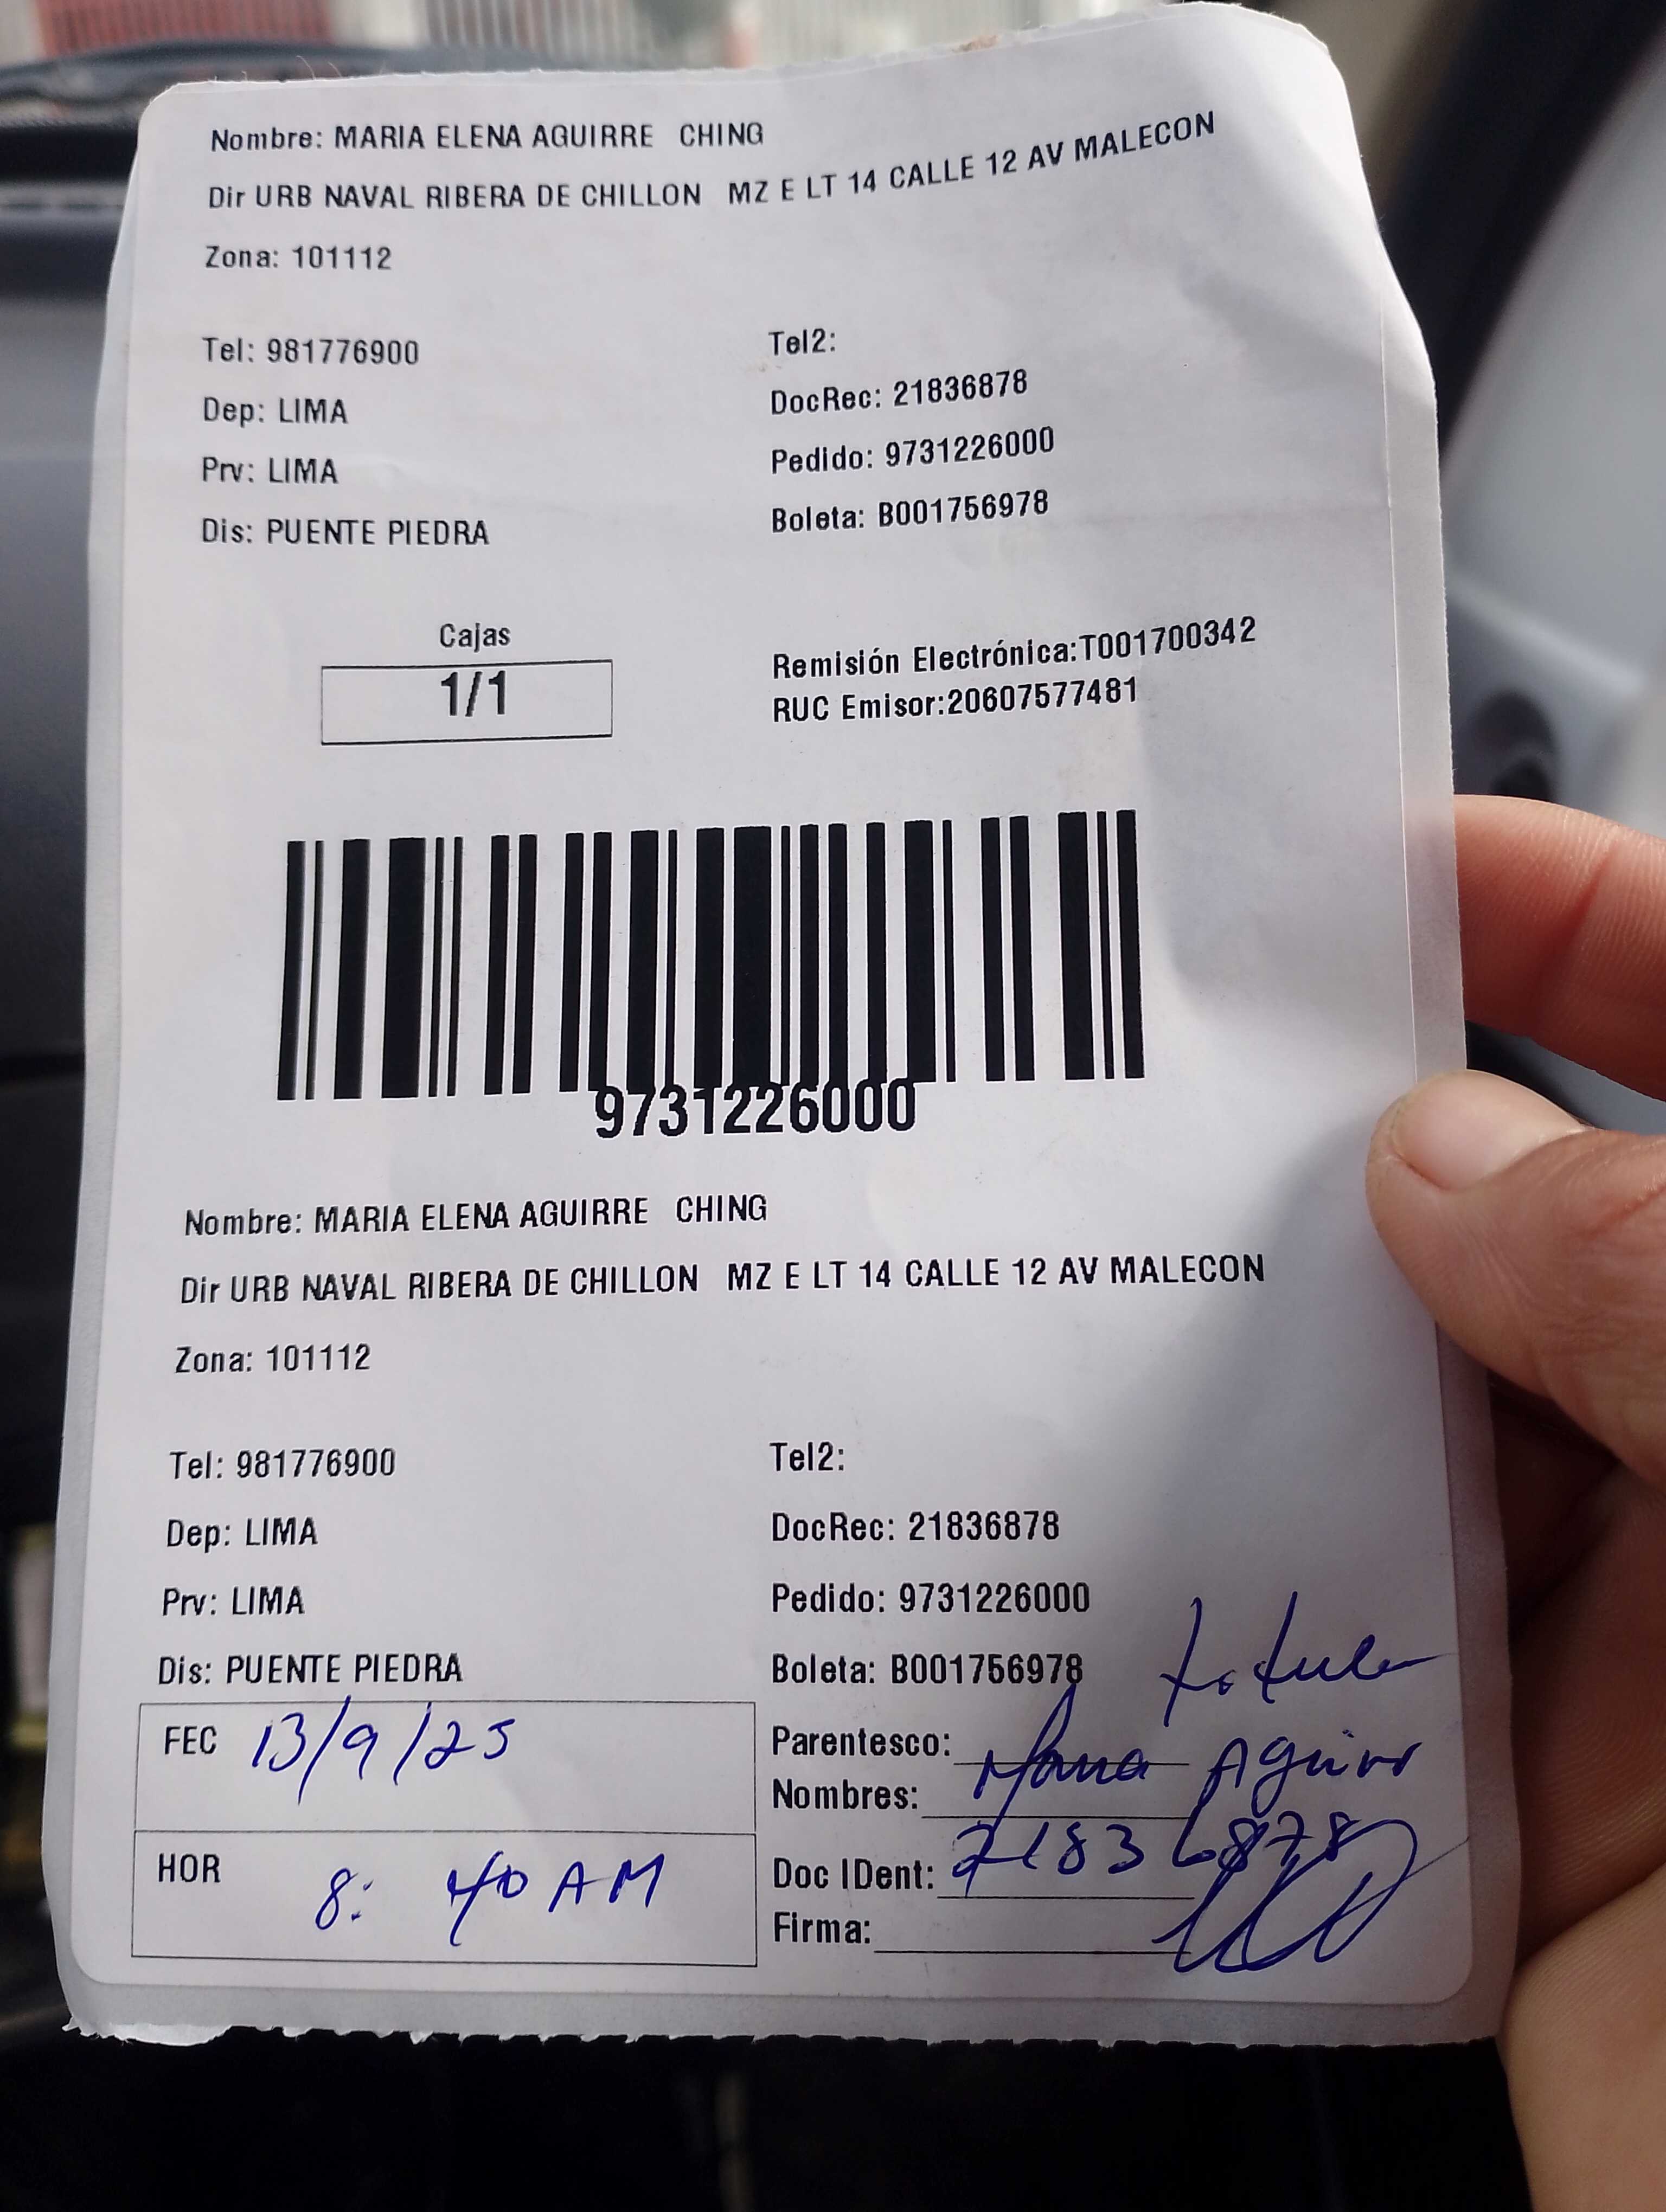 Nombre: MARIA ELENA AGUIRRE CHING
Dir URB NAVAL RIBERA DE CHILLON MZ E LT 14 CALLE 12 AV MALECON
Zona: 101112
Tel: 981776900
Tel2:
Dep: LIMA
DocRec: 21836878
Prv: LIMA
Pedido: 9731226000
Dis: PUENTE PIEDRA
Boleta: B001756978
Cajas
1/1
Remisión Electrónica:T001700342
RUC Emisor:20607577481
9731226000
Nombre: MARIA ELENA AGUIRRE CHING
Dir URB NAVAL RIBERA DE CHILLON MZ E LT 14 CALLE 12 AV MALECON
Zona: 101112
Tel: 981776900
Tel2:
Dep: LIMA
DocRec: 21836878
Prv: LIMA
Pedido: 9731226000
Dis: PUENTE PIEDRA
Boleta: B001756978
FEC 13/9/25
Parentesco:
Nombres: Maria Aguirre
HOR 8: 40 AM
Doc IDent: 21836878
Firma: